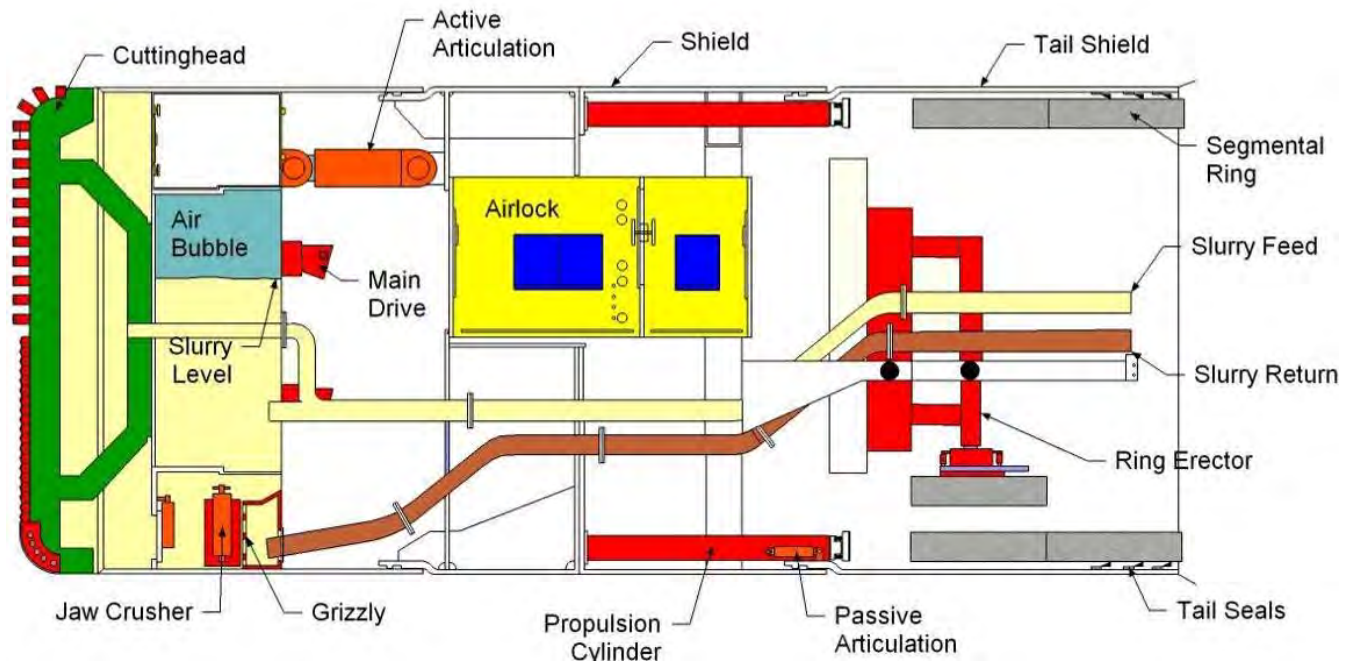 Active
Articulation
Shield
Tail Shield
Cuttinghead
Segmental
Ring
Air
Bubble
Airlock
Slurry Feed
Main
Drive
Slurry
Level
Slurry Return
Ring Erector
Jaw Crusher
Grizzly
Propulsion
Cylinder
Passive
Articulation
Tail Seals